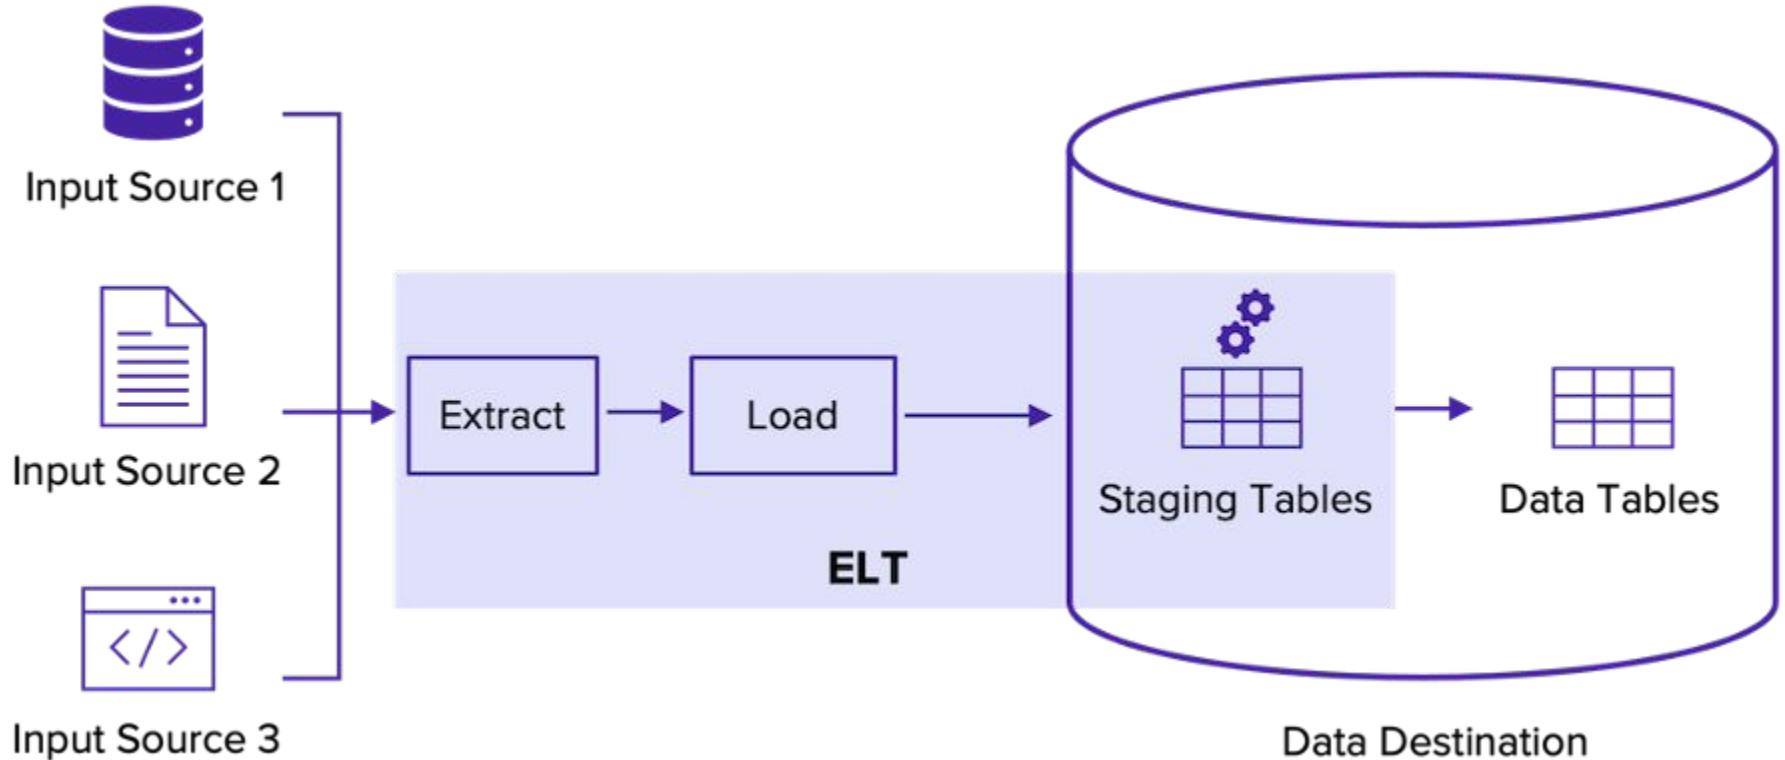 Input Source 1
Input Source 2
</>
Input Source 3
Extract
Load
ELT
Staging Tables
Data Tables
Data Destination